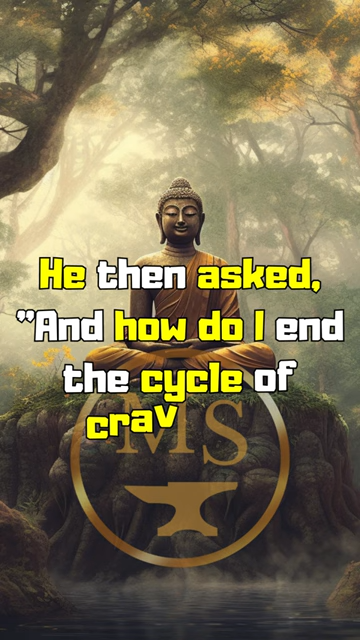 He then asked,
"And how do I end
the cycle of
crav
MS